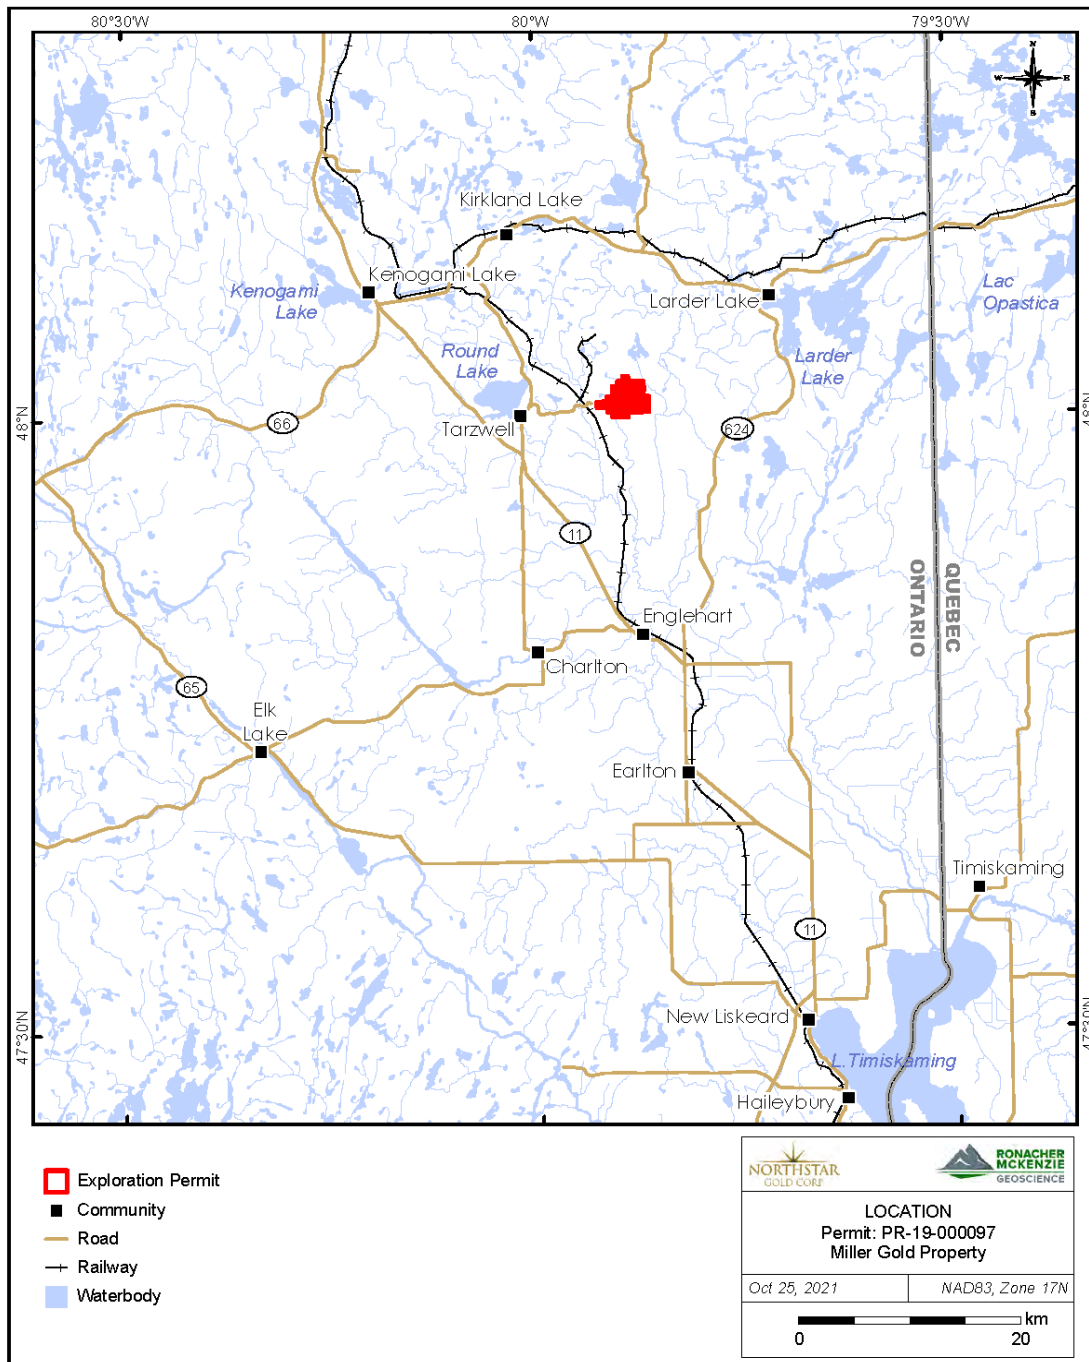 80°30'W
80°W
79°30'W
N
W
E
S
Kirkland Lake
Kenogami Lake
Kenogami
Lake
Larder Lake
Lac
Opastica
Round
Lake
Larder
Lake
48°N
48°N
Tarzwell
66
624
11
ONTARIO
QUEBEC
Englehart
Charlton
65
Elk
Lake
Earlton
Timiskaming
11
New Liskeard
47°30'N
47°30'N
L.Timiskaming
Haileybury
Exploration Permit
Community
Road
Railway
Waterbody
NORTHSTAR
GOLD CORP
RONACHER
MCKENZIE
GEOSCIENCE
LOCATION
Permit: PR-19-000097
Miller Gold Property
Oct 25, 2021
NAD83, Zone 17N
km
0
20